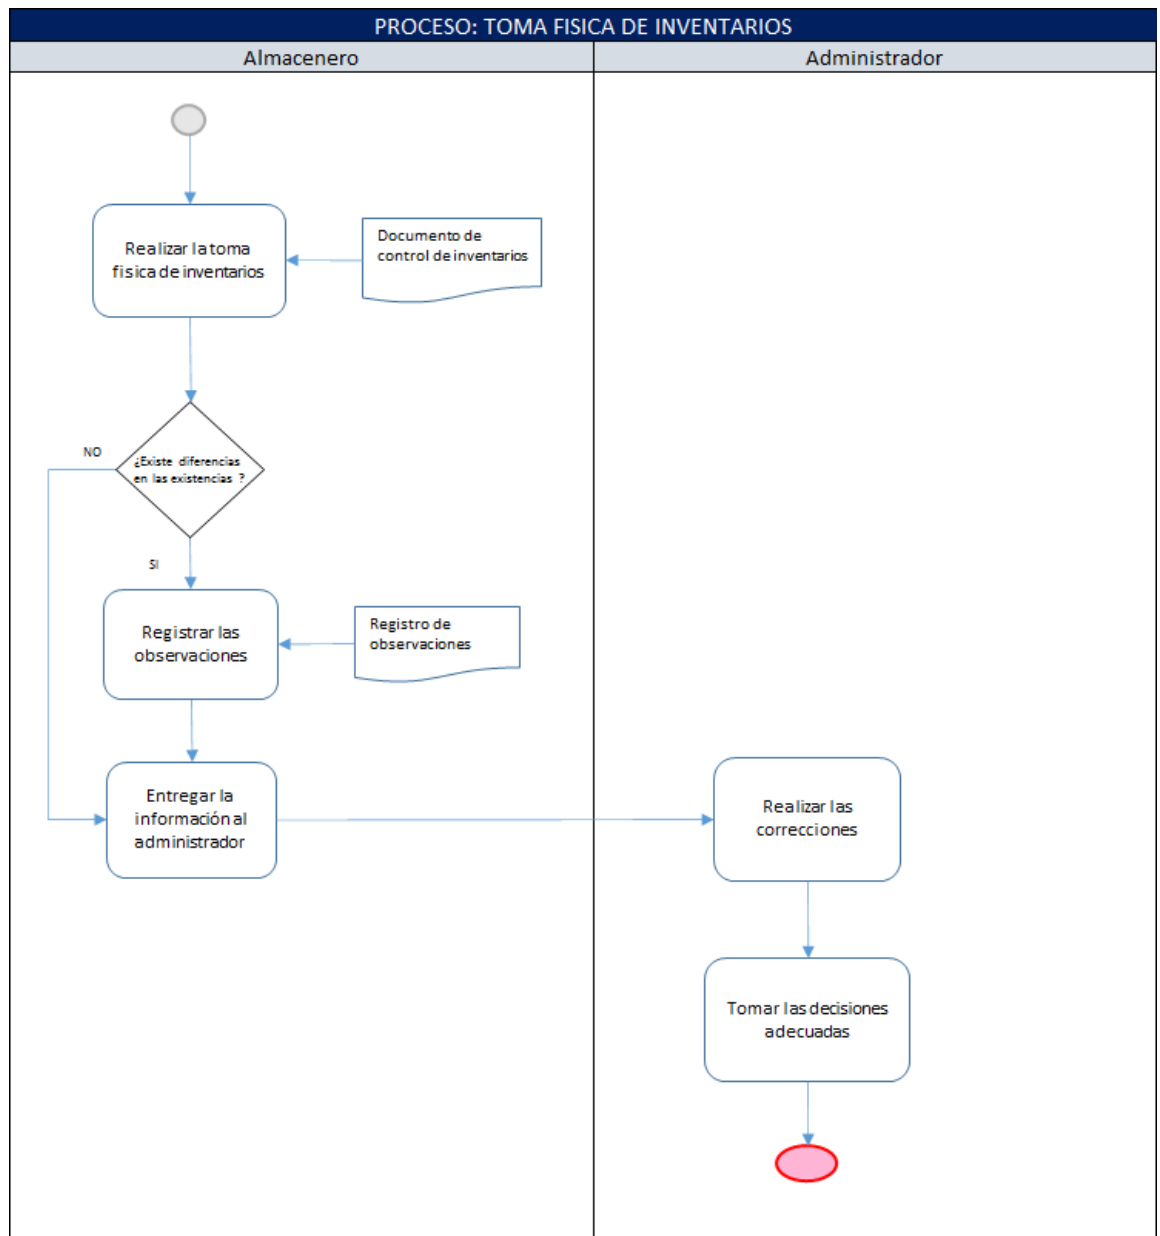 PROCESO: TOMA FISICA DE INVENTARIOS
Almacenero
Administrador
Realizar la toma
fisica de inventarios
Documento de
control de inventarios
NO
¿Existe diferencias
en las existencias ?
SI
Registrar las
observaciones
Registro de
observaciones
Entregar la
información al
administrador
Realizar las
correcciones
Tomar las decisiones
adecuadas